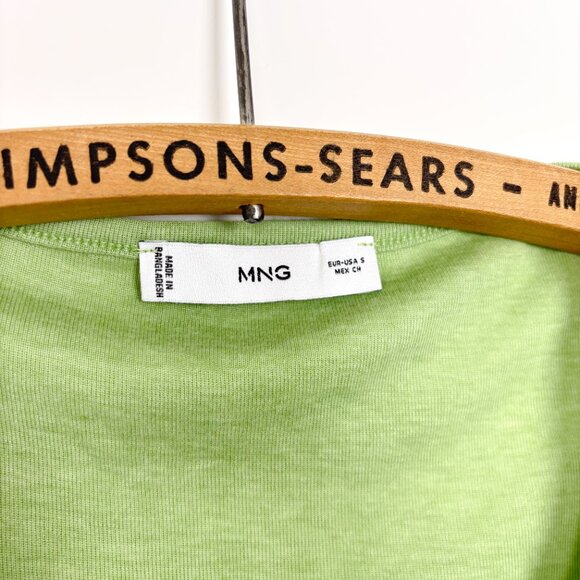 IMPSONS-SEARS - AN
MADE IN
BANGLADESH
MNG
EUR-USA S
MEX CH